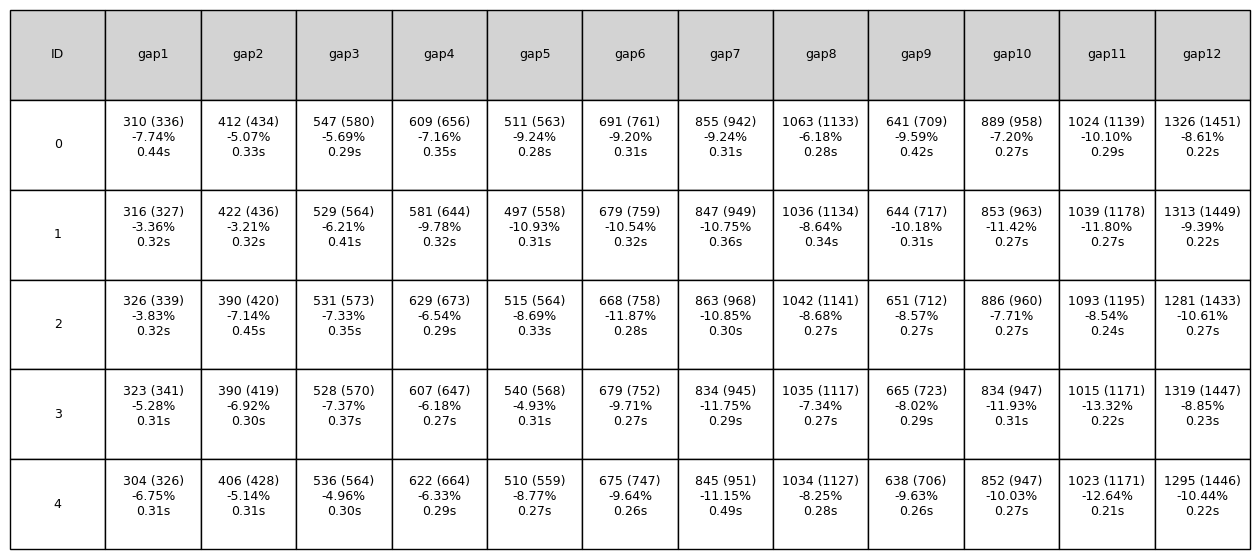 ID gap1 gap2 gap3 gap4 gap5 gap6 gap7 gap8 gap9 gap10 gap11 gap12
310 (336) 412 (434) 547 (580) 609 (656) 511 (563) 691 (761) 855 (942) 1063 (1133) 641 (709) 889 (958) 1024 (1139) 1326 (1451)
-7.74% -5.07% -5.69% -7.16% -9.24% -9.20% -9.24% -6.18% -9.59% -7.20% -10.10% -8.61%
0 0.44s 0.33s 0.29s 0.35s 0.28s 0.31s 0.31s 0.28s 0.42s 0.27s 0.29s 0.22s
316 (327) 422 (436) 529 (564) 581 (644) 497 (558) 679 (759) 847 (949) 1036 (1134) 644 (717) 853 (963) 1039 (1178) 1313 (1449)
-3.36% -3.21% -6.21% -9.78% -10.93% -10.54% -10.75% -8.64% -10.18% -11.42% -11.80% -9.39%
1 0.32s 0.32s 0.41s 0.32s 0.31s 0.32s 0.36s 0.34s 0.31s 0.27s 0.27s 0.22s
326 (339) 390 (420) 531 (573) 629 (673) 515 (564) 668 (758) 863 (968) 1042 (1141) 651 (712) 886 (960) 1093 (1195) 1281 (1433)
-3.83% -7.14% -7.33% -6.54% -8.69% -11.87% -10.85% -8.68% -8.57% -7.71% -8.54% -10.61%
2 0.32s 0.45s 0.35s 0.29s 0.33s 0.28s 0.30s 0.27s 0.27s 0.27s 0.24s 0.27s
323 (341) 390 (419) 528 (570) 607 (647) 540 (568) 679 (752) 834 (945) 1035 (1117) 665 (723) 834 (947) 1015 (1171) 1319 (1447)
-5.28% -6.92% -7.37% -6.18% -4.93% -9.71% -11.75% -7.34% -8.02% -11.93% -13.32% -8.85%
3 0.31s 0.30s 0.37s 0.27s 0.31s 0.27s 0.29s 0.27s 0.29s 0.31s 0.22s 0.23s
304 (326) 406 (428) 536 (564) 622 (664) 510 (559) 675 (747) 845 (951) 1034 (1127) 638 (706) 852 (947) 1023 (1171) 1295 (1446)
-6.75% -5.14% -4.96% -6.33% -8.77% -9.64% -11.15% -8.25% -9.63% -10.03% -12.64% -10.44%
4 0.31s 0.31s 0.30s 0.29s 0.27s 0.26s 0.49s 0.28s 0.26s 0.27s 0.21s 0.22s